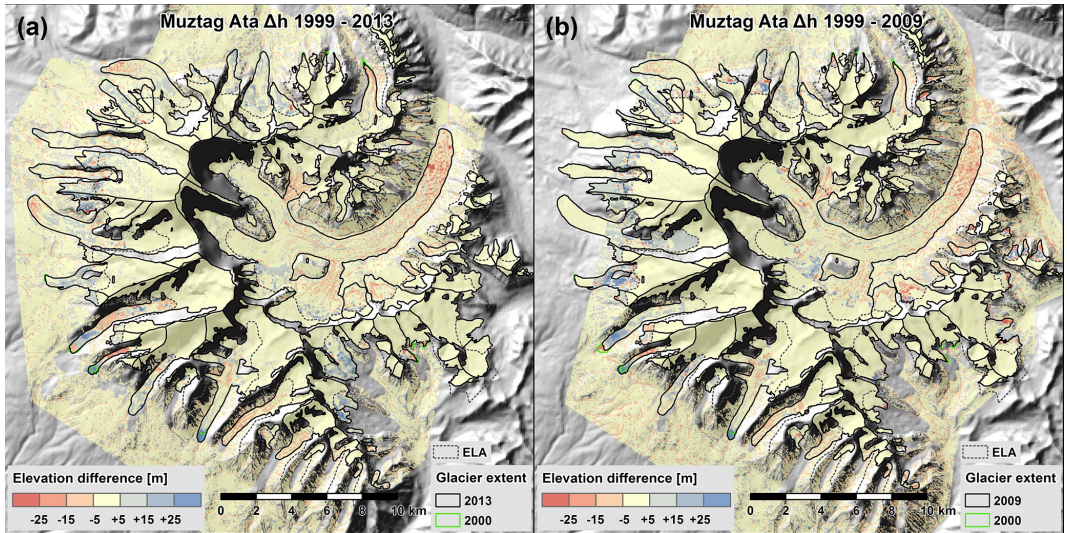 (a)
Muztag Ata Δh 1999 - 2013
ELA
Elevation difference [m]
-25 -15 -5 +5 +15 +25
0 2 4 6 8 10 km
Glacier extent
2013
2000
(b)
Muztag Ata Δh 1999 - 2009
ELA
Elevation difference [m]
-25 -15 -5 +5 +15 +25
0 2 4 6 8 10 km
Glacier extent
2009
2000